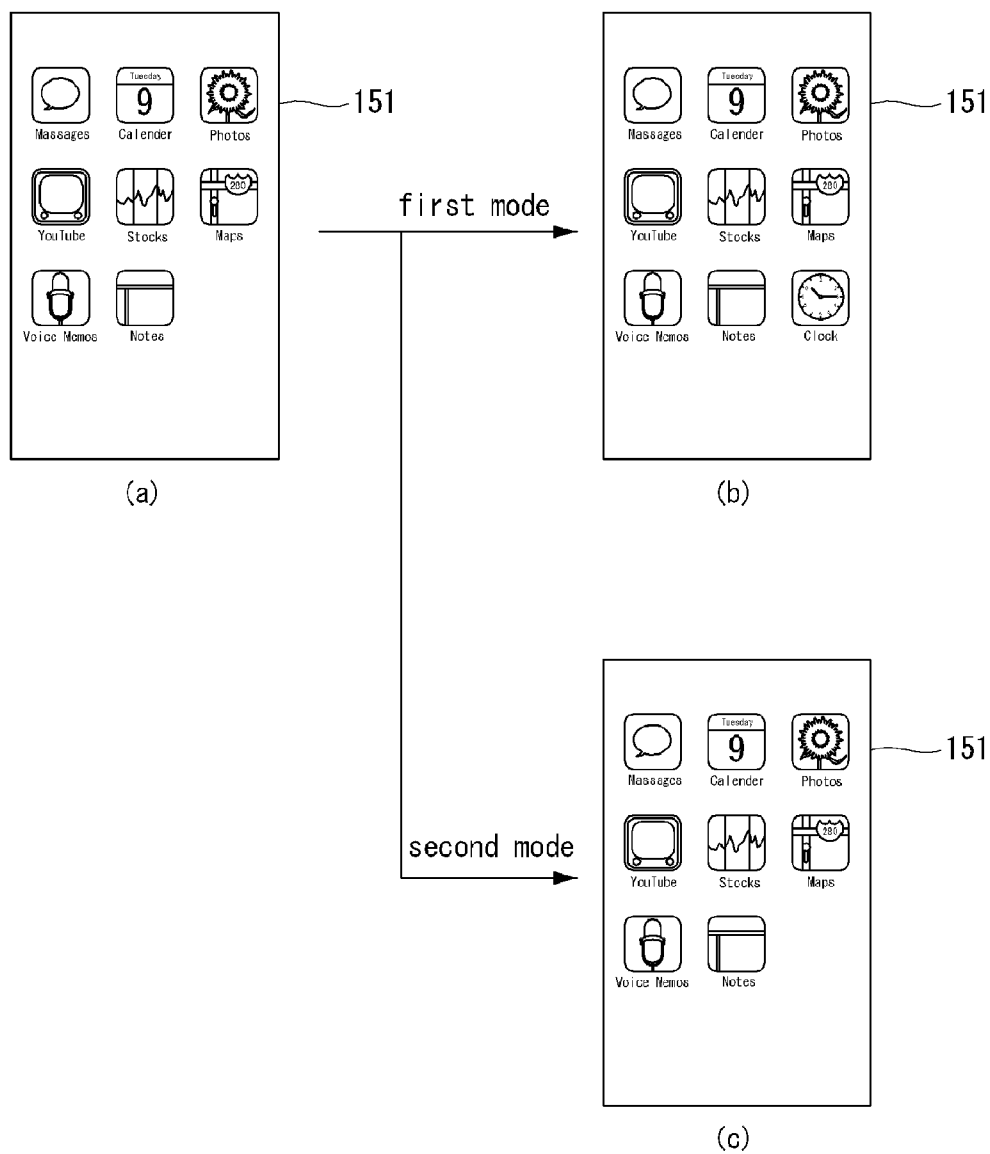 Tuesday
9
Massages Calender Photos
151
280
YouTube Stocks Maps
Voice Memos Notes
(a)
first mode
Tuesday
9
Massages Calender Photos
151
280
YouTube Stocks Maps
Voice Memos Notes Clock
(b)
second mode
Tuesday
9
Massages Calender Photos
151
280
YouTube Stocks Maps
Voice Memos Notes
(c)